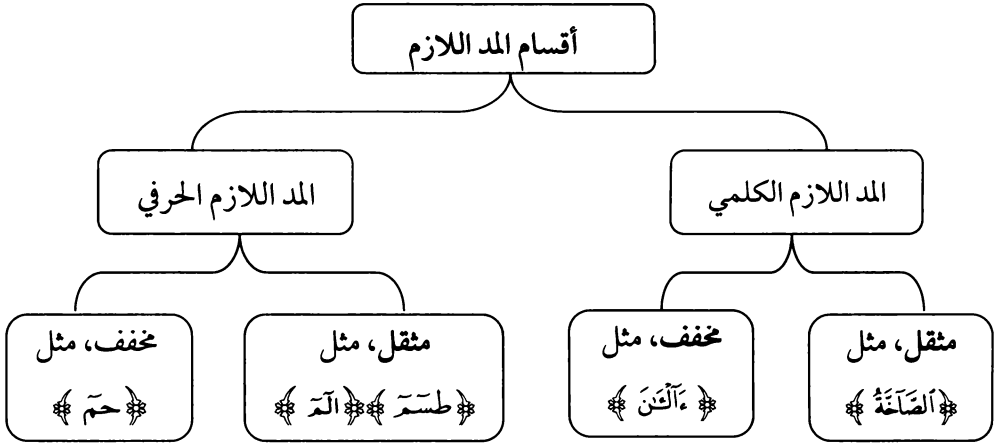 أقسام المد اللازم
المد اللازم الكلمي
المد اللازم الحرفي
مثقل، مثل
﴿ٱلصَّآخَّةُ﴾
مخفف، مثل
﴿ءَآلْـَٰٔنَ﴾
مثقل، مثل
﴿طسٓمٓ﴾ ﴿الٓمٓ﴾
مخفف، مثل
﴿حمٓ﴾